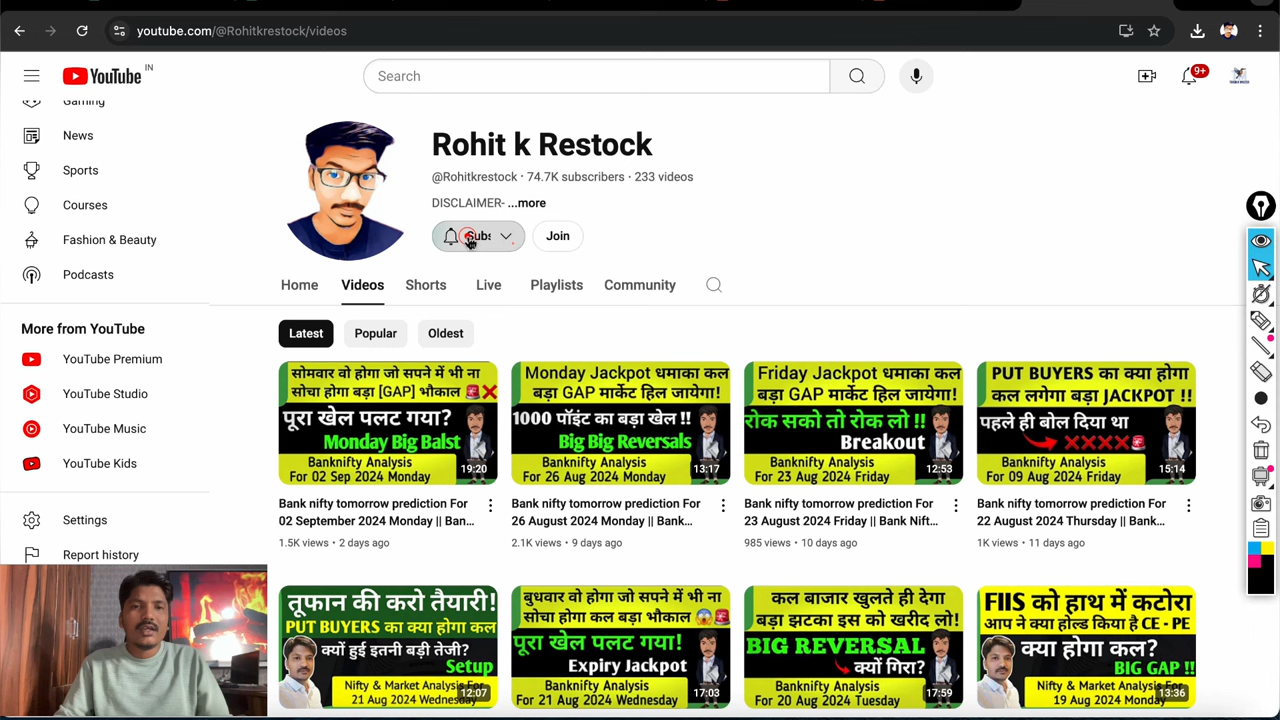 youtube.com/@Rohitkrestock/videos
YouTube IN
Search
9+
Gaming
News
Sports
Courses
Fashion & Beauty
Podcasts
More from YouTube
YouTube Premium
YouTube Studio
YouTube Music
YouTube Kids
Settings
Report history
Rohit k Restock
@Rohitkrestock · 74.7K subscribers · 233 videos
DISCLAIMER- ...more
Subs
Join
Home Videos Shorts Live Playlists Community
Latest Popular Oldest
सोमवार वो होगा जो सपने में भी ना
सोचा होगा बड़ा [GAP] भौकाल
पूरा खेल पलट गया?
Monday Big Balst
Banknifty Analysis
For 02 Sep 2024 Monday
19:20
Bank nifty tomorrow prediction For
02 September 2024 Monday || Ban...
1.5K views • 2 days ago
Monday Jackpot धमाका कल
बड़ा GAP मार्केट हिल जायेगा!
1000 पॉइंट का बड़ा खेल !!
Big Big Reversals
Banknifty Analysis
For 26 Aug 2024 Monday
13:17
Bank nifty tomorrow prediction For
26 August 2024 Monday || Bank...
2.1K views • 9 days ago
Friday Jackpot धमाका कल
बड़ा GAP मार्केट हिल जायेगा!
रोक सको तो रोक लो !!
Breakout
Banknifty Analysis
For 23 Aug 2024 Friday
12:53
Bank nifty tomorrow prediction For
23 August 2024 Friday || Bank Nift...
985 views • 10 days ago
PUT BUYERS का क्या होगा
कल लगेगा बड़ा JACKPOT !!
पहले ही बोल दिया था
Banknifty Analysis
For 09 Aug 2024 Friday
15:14
Bank nifty tomorrow prediction For
22 August 2024 Thursday || Bank...
1K views • 11 days ago
तूफान की करो तैयारी!
PUT BUYERS का क्या होगा कल
क्यों हुई इतनी बड़ी तेजी?
Setup
Nifty & Market Analysis For
21 Aug 2024 Wednesday
12:07
बुधवार वो होगा जो सपने में भी ना
सोचा होगा कल बड़ा भौकाल
पूरा खेल पलट गया!
Expiry Jackpot
Banknifty Analysis
For 21 Aug 2024 Wednesday
17:03
कल बाजार खुलते ही देगा
बड़ा झटका इस को खरीद लो!
BIG REVERSAL
क्यों गिरा?
Banknifty Analysis
For 20 Aug 2024 Tuesday
17:59
FIIS को हाथ में कटोरा
आप ने क्या होल्ड किया है CE - PE
क्या होगा कल?
BIG GAP !!
Nifty & Market Analysis For
19 Aug 2024 Monday
13:36